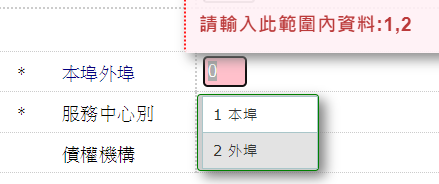 請輸入此範圍內資料:1,2
* 本埠外埠 0
* 服務中心別
1 本埠
2 外埠
債權機構